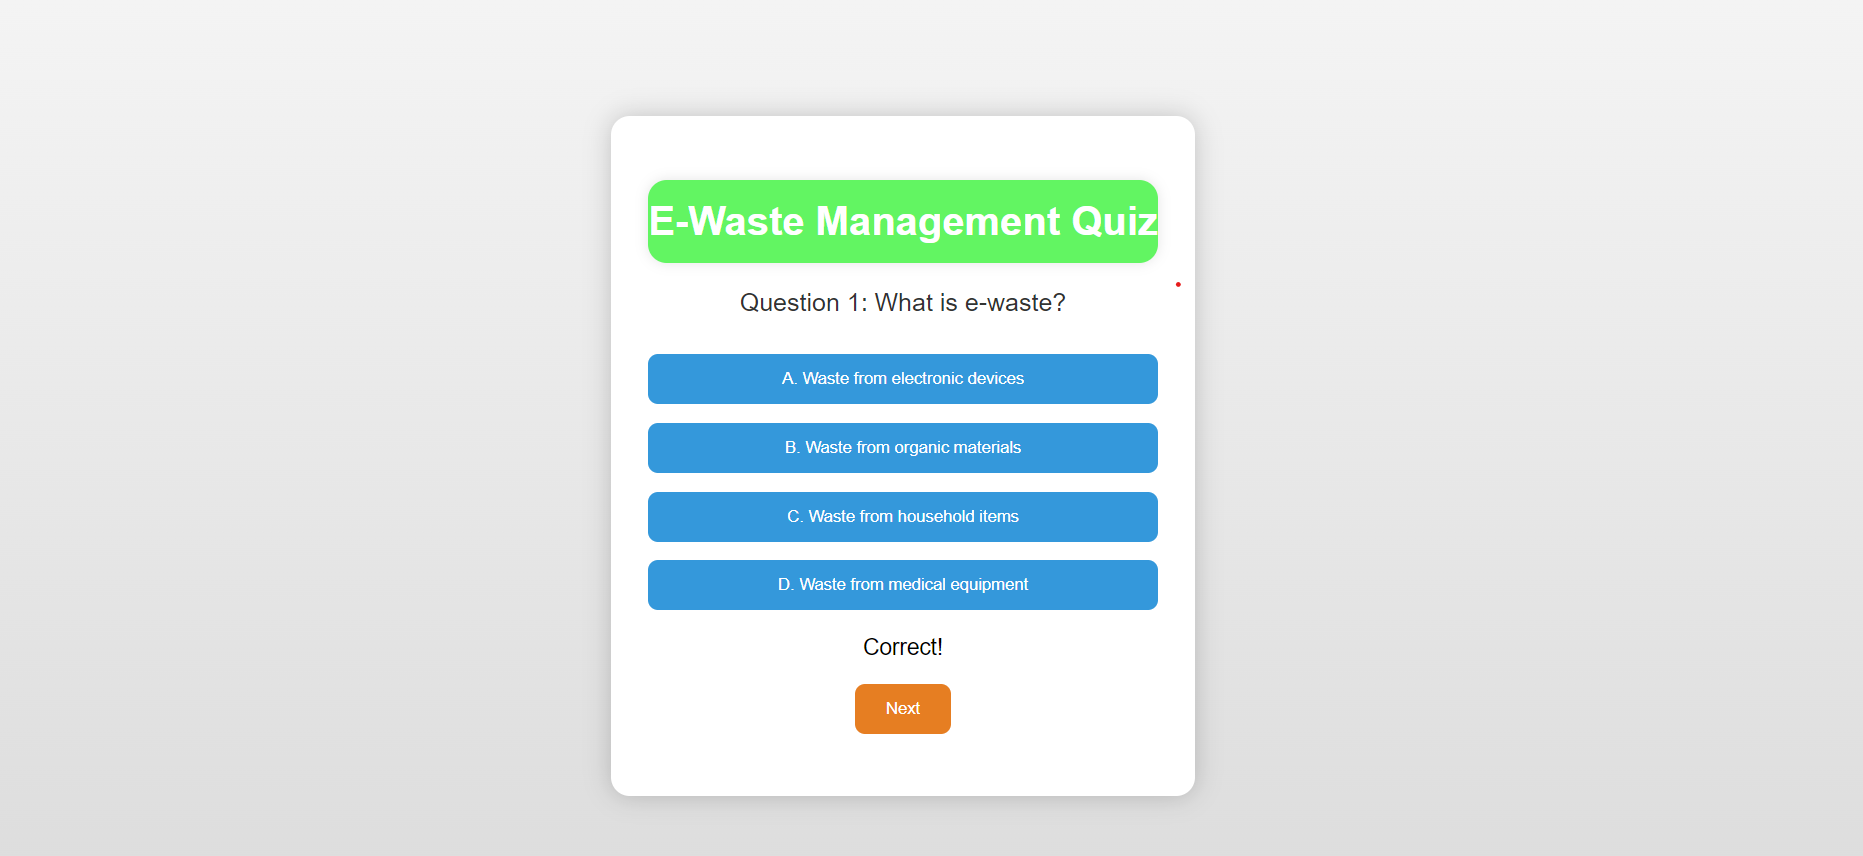 E-Waste Management Quiz
Question 1: What is e-waste?
A. Waste from electronic devices
B. Waste from organic materials
C. Waste from household items
D. Waste from medical equipment
Correct!
Next